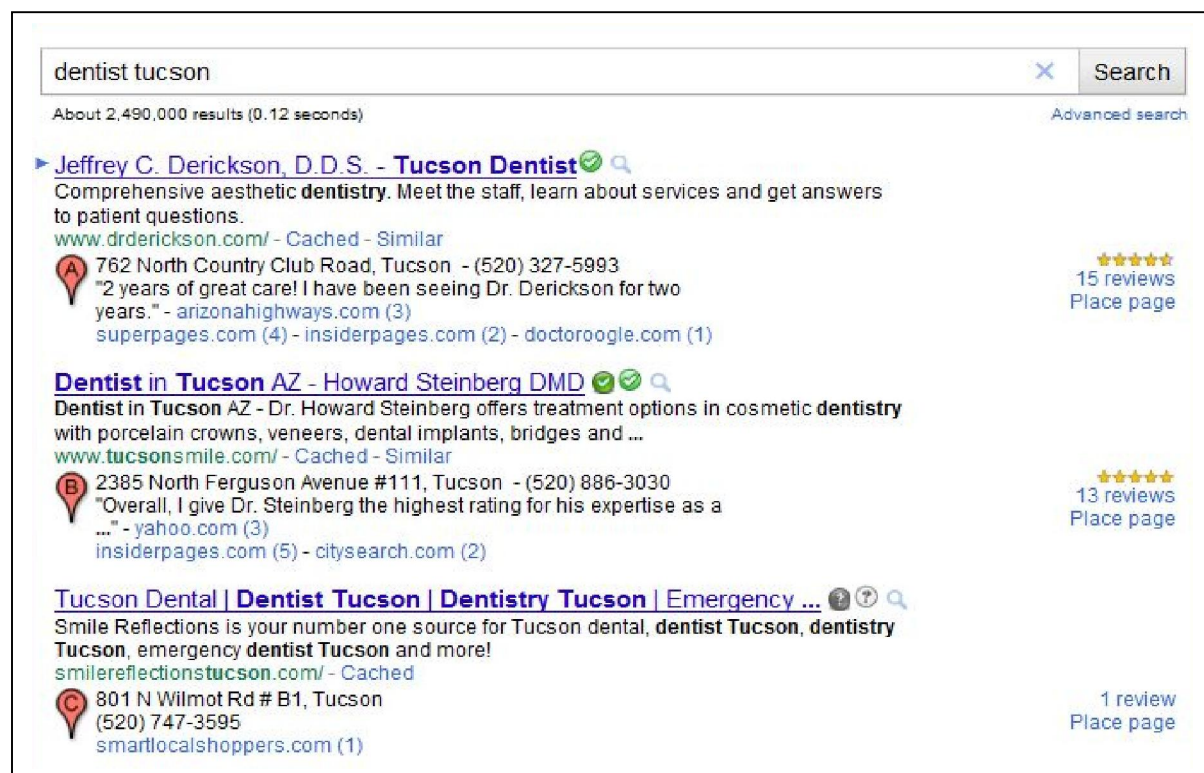 dentist tucson
Search
About 2,490,000 results (0.12 seconds)
Advanced search
Jeffrey C. Derickson, D.D.S. - Tucson Dentist
Comprehensive aesthetic dentistry. Meet the staff, learn about services and get answers
to patient questions.
www.drderickson.com/ - Cached - Similar
A
762 North Country Club Road, Tucson - (520) 327-5993
"2 years of great care! I have been seeing Dr. Derickson for two
years." - arizonahighways.com (3)
superpages.com (4) - insiderpages.com (2) - doctoroogle.com (1)
15 reviews
Place page
Dentist in Tucson AZ - Howard Steinberg DMD
Dentist in Tucson AZ - Dr. Howard Steinberg offers treatment options in cosmetic dentistry
with porcelain crowns, veneers, dental implants, bridges and ...
www.tucsonsmile.com/ - Cached - Similar
B
2385 North Ferguson Avenue #111, Tucson - (520) 886-3030
"Overall, I give Dr. Steinberg the highest rating for his expertise as a
..." - yahoo.com (3)
insiderpages.com (5) - citysearch.com (2)
13 reviews
Place page
Tucson Dental | Dentist Tucson | Dentistry Tucson | Emergency ... ? ?
Smile Reflections is your number one source for Tucson dental, dentist Tucson, dentistry
Tucson, emergency dentist Tucson and more!
smilereflectionstucson.com/ - Cached
C
801 N Wilmot Rd # B1, Tucson
(520) 747-3595
smartlocalshoppers.com (1)
1 review
Place page